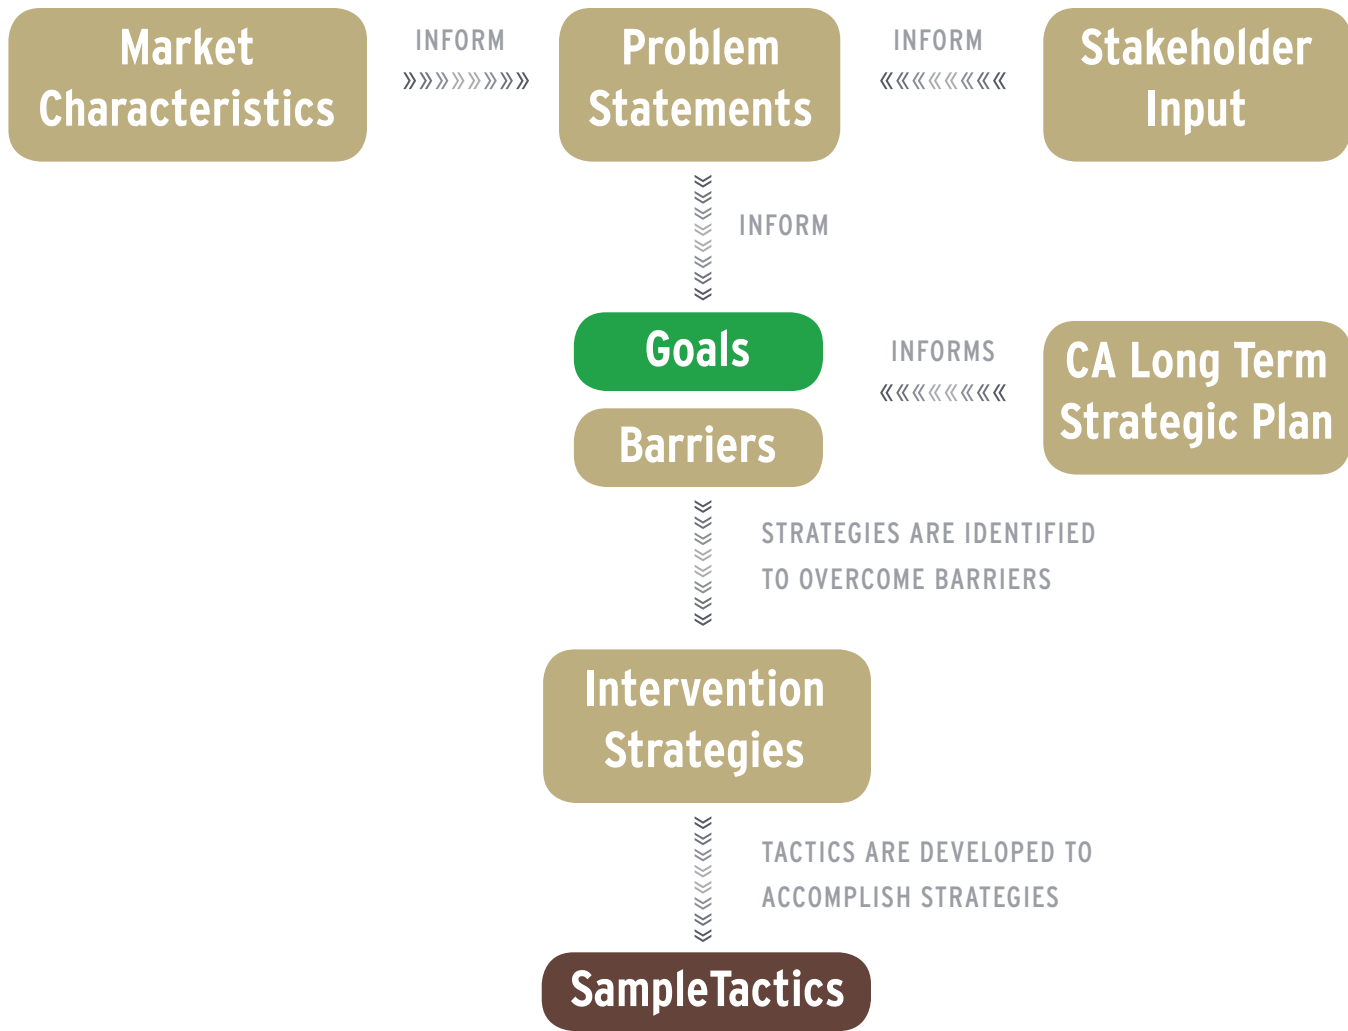 Market
Characteristics
INFORM
Problem
Statements
INFORM
Stakeholder
Input
INFORM
Goals
INFORMS
CA Long Term
Strategic Plan
Barriers
STRATEGIES ARE IDENTIFIED
TO OVERCOME BARRIERS
Intervention
Strategies
TACTICS ARE DEVELOPED TO
ACCOMPLISH STRATEGIES
SampleTactics